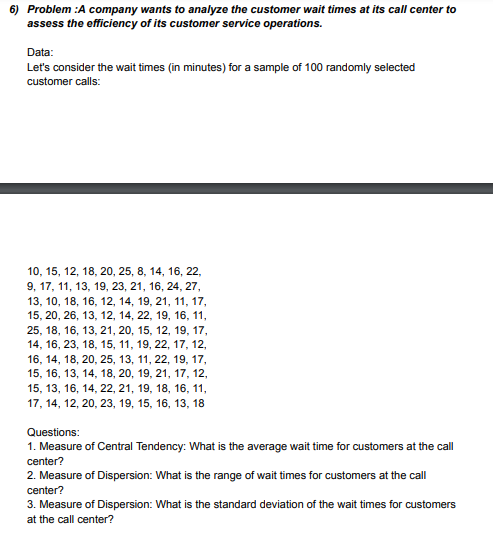 6) Problem :A company wants to analyze the customer wait times at its call center to
assess the efficiency of its customer service operations.
Data:
Let's consider the wait times (in minutes) for a sample of 100 randomly selected
customer calls:
10, 15, 12, 18, 20, 25, 8, 14, 16, 22,
9, 17, 11, 13, 19, 23, 21, 16, 24, 27,
13, 10, 18, 16, 12, 14, 19, 21, 11, 17,
15, 20, 26, 13, 12, 14, 22, 19, 16, 11,
25, 18, 16, 13, 21, 20, 15, 12, 19, 17,
14, 16, 23, 18, 15, 11, 19, 22, 17, 12,
16, 14, 18, 20, 25, 13, 11, 22, 19, 17,
15, 16, 13, 14, 18, 20, 19, 21, 17, 12,
15, 13, 16, 14, 22, 21, 19, 18, 16, 11,
17, 14, 12, 20, 23, 19, 15, 16, 13, 18
Questions:
1. Measure of Central Tendency: What is the average wait time for customers at the call
center?
2. Measure of Dispersion: What is the range of wait times for customers at the call
center?
3. Measure of Dispersion: What is the standard deviation of the wait times for customers
at the call center?